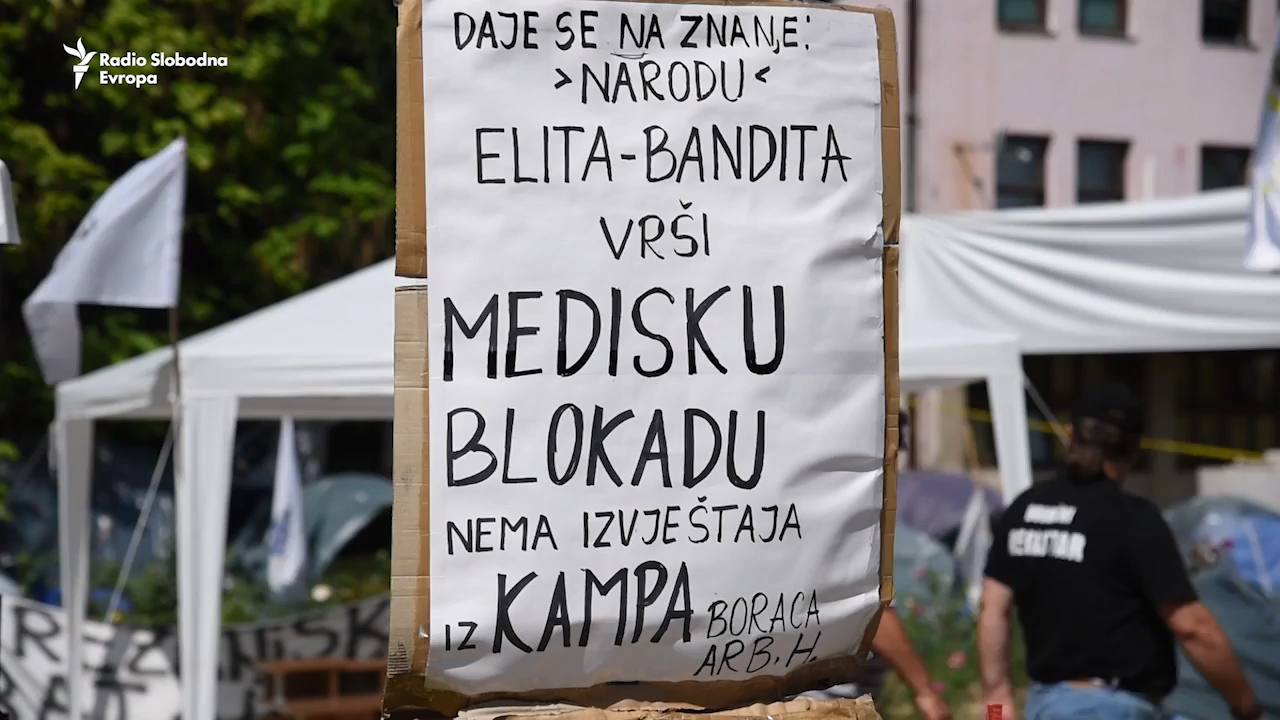 Radio Slobodna
Evropa
DAJE SE NA ZNANJE:
>NARODU<
ELITA-BANDITA
VRŠI
MEDISKU
BLOKADU
NEMA IZVJEŠTAJA
IZ KAMPA BORACA
ARB.H.